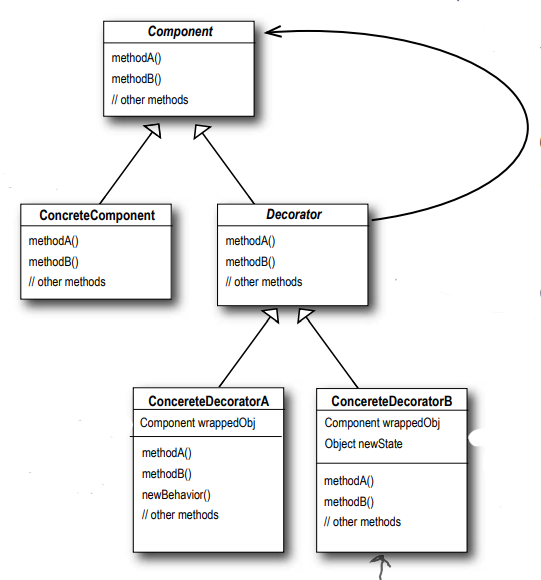 Component
methodA()
methodB()
// other methods
ConcreteComponent
methodA()
methodB()
// other methods
Decorator
methodA()
methodB()
// other methods
ConcereteDecoratorA
Component wrappedObj
methodA()
methodB()
newBehavior()
// other methods
ConcereteDecoratorB
Component wrappedObj
Object newState
methodA()
methodB()
// other methods